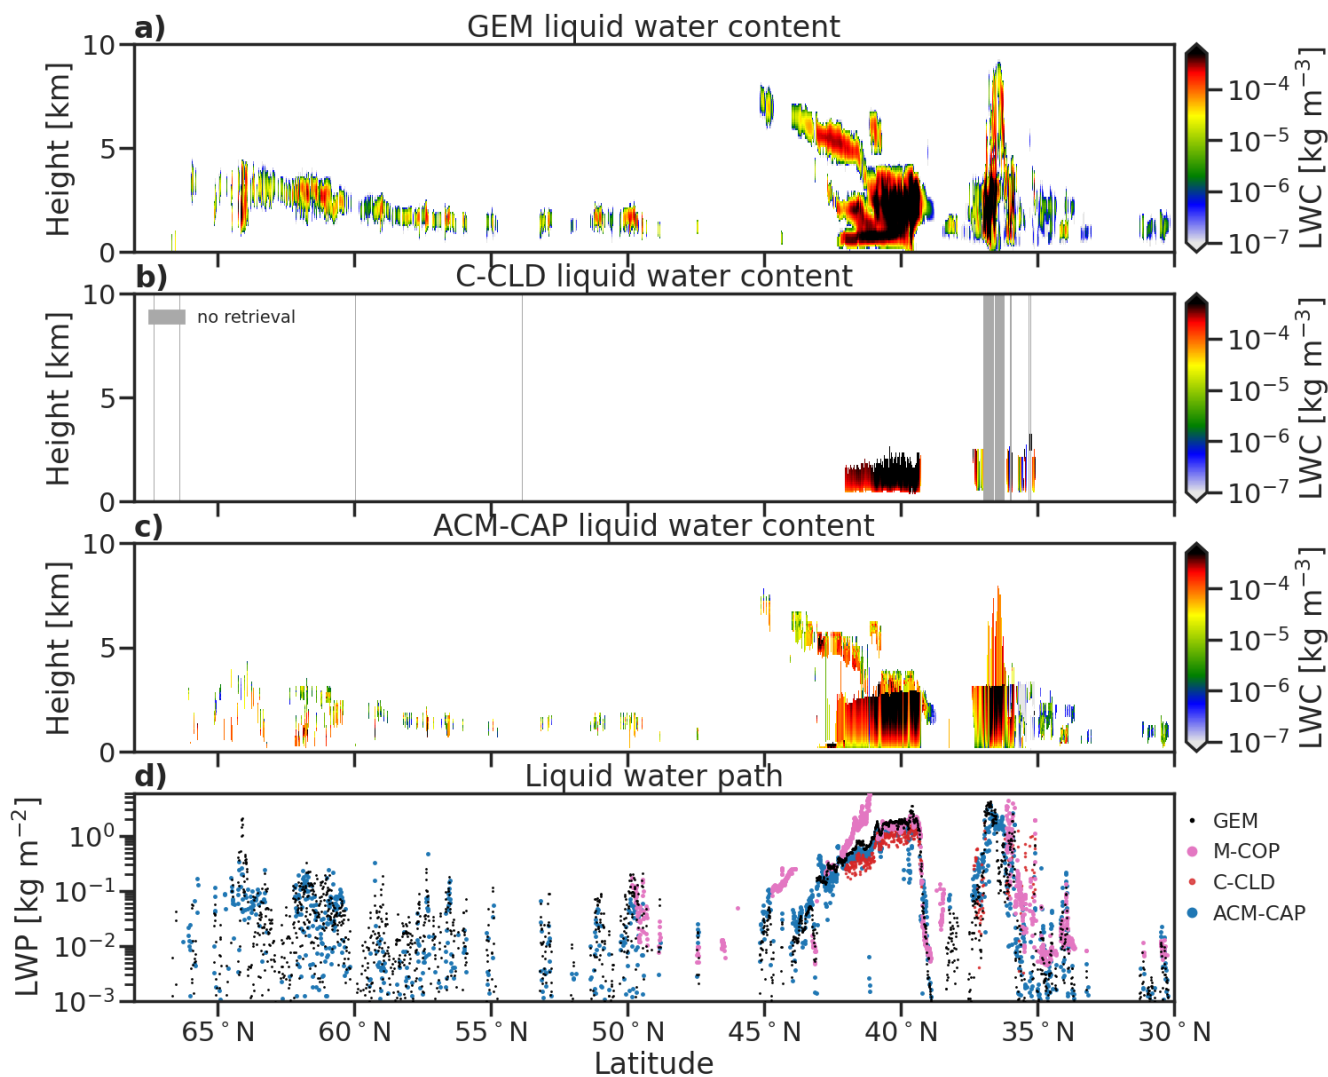 a)
GEM liquid water content
10
5
0
Height [km]
10⁻⁴
10⁻⁵
10⁻⁶
10⁻⁷
LWC [kg m⁻³]
b)
C-CLD liquid water content
no retrieval
10
5
0
Height [km]
10⁻⁴
10⁻⁵
10⁻⁶
10⁻⁷
LWC [kg m⁻³]
c)
ACM-CAP liquid water content
10
5
0
Height [km]
10⁻⁴
10⁻⁵
10⁻⁶
10⁻⁷
LWC [kg m⁻³]
d)
Liquid water path
10⁰
10⁻¹
10⁻²
10⁻³
LWP [kg m⁻²]
GEM
M-COP
C-CLD
ACM-CAP
65°N 60°N 55°N 50°N 45°N 40°N 35°N 30°N
Latitude